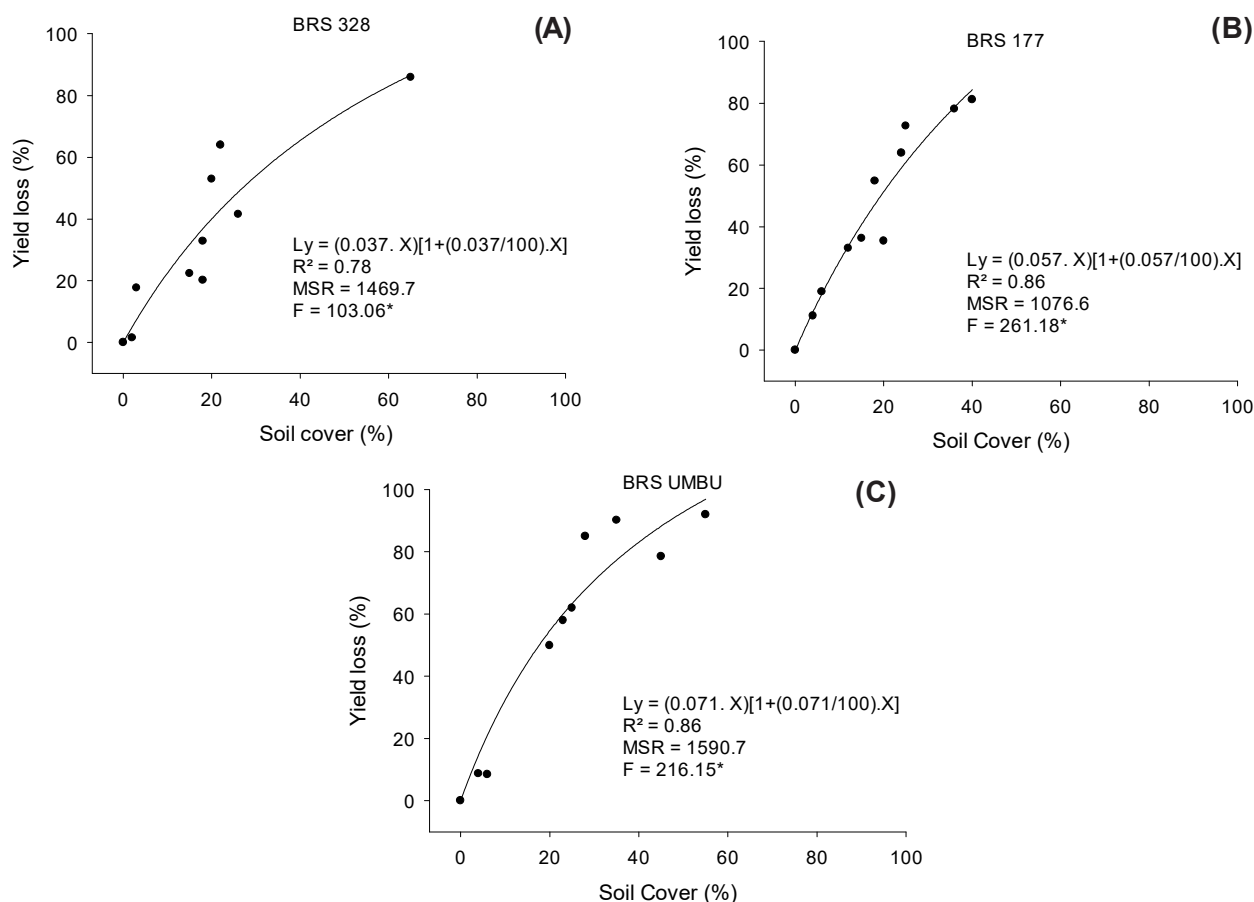 BRS 328
(A)
100
80
60
40
20
0
Yield loss (%)
Ly = (0.037. X)[1+(0.037/100).X]
R² = 0.78
MSR = 1469.7
F = 103.06*
0 20 40 60 80 100
Soil cover (%)
BRS 177
(B)
100
80
60
40
20
0
Yield loss (%)
Ly = (0.057. X)[1+(0.057/100).X]
R² = 0.86
MSR = 1076.6
F = 261.18*
0 20 40 60 80 100
Soil Cover (%)
BRS UMBU
(C)
100
80
60
40
20
0
Yield loss (%)
Ly = (0.071. X)[1+(0.071/100).X]
R² = 0.86
MSR = 1590.7
F = 216.15*
0 20 40 60 80 100
Soil Cover (%)